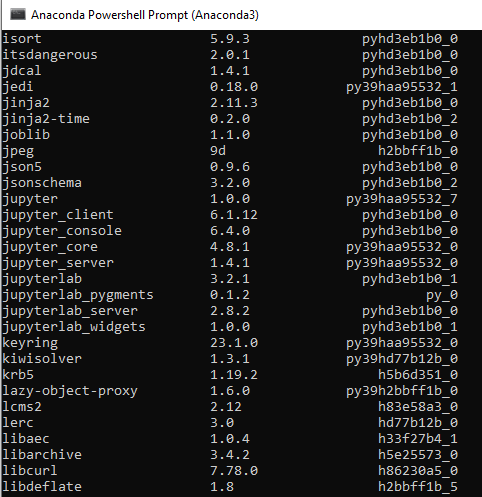 Anaconda Powershell Prompt (Anaconda3)
isort 5.9.3 pyhd3eb1b0_0
itsdangerous 2.0.1 pyhd3eb1b0_0
jdcal 1.4.1 pyhd3eb1b0_0
jedi 0.18.0 py39haa95532_1
jinja2 2.11.3 pyhd3eb1b0_0
jinja2-time 0.2.0 pyhd3eb1b0_2
joblib 1.1.0 pyhd3eb1b0_0
jpeg 9d h2bbff1b_0
json5 0.9.6 pyhd3eb1b0_0
jsonschema 3.2.0 pyhd3eb1b0_2
jupyter 1.0.0 py39haa95532_7
jupyter_client 6.1.12 pyhd3eb1b0_0
jupyter_console 6.4.0 pyhd3eb1b0_0
jupyter_core 4.8.1 py39haa95532_0
jupyter_server 1.4.1 py39haa95532_0
jupyterlab 3.2.1 pyhd3eb1b0_1
jupyterlab_pygments 0.1.2 py_0
jupyterlab_server 2.8.2 pyhd3eb1b0_0
jupyterlab_widgets 1.0.0 pyhd3eb1b0_1
keyring 23.1.0 py39haa95532_0
kiwisolver 1.3.1 py39hd77b12b_0
krb5 1.19.2 h5b6d351_0
lazy-object-proxy 1.6.0 py39h2bbff1b_0
lcms2 2.12 h83e58a3_0
lerc 3.0 hd77b12b_0
libaec 1.0.4 h33f27b4_1
libarchive 3.4.2 h5e25573_0
libcurl 7.78.0 h86230a5_0
libdeflate 1.8 h2bbff1b_5